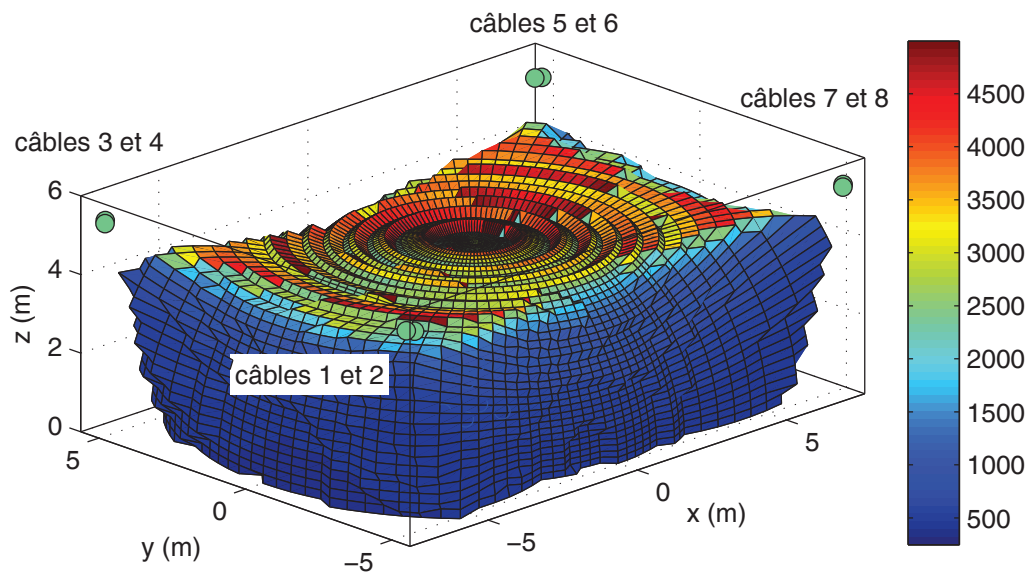 câbles 5 et 6
câbles 7 et 8
câbles 3 et 4
câbles 1 et 2
6
4
2
0
z (m)
5
0
−5
y (m)
−5
0
5
x (m)
4500
4000
3500
3000
2500
2000
1500
1000
500